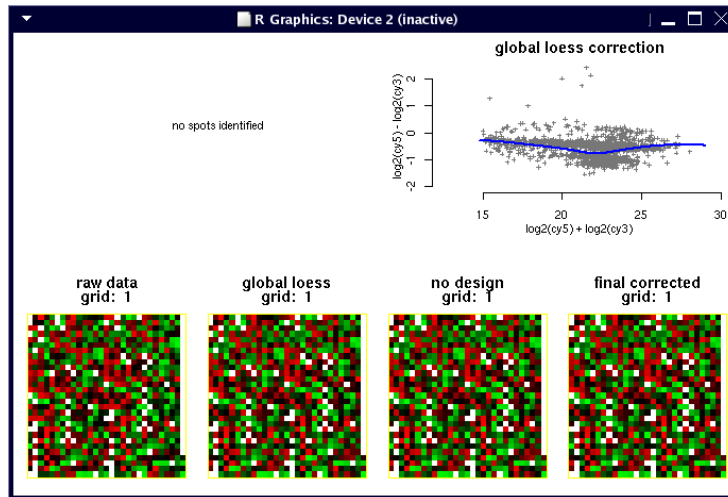 R Graphics: Device 2 (inactive)
no spots identified
global loess correction
log2(cy5) - log2(cy3)
2
1
0
-1
-2
15 20 25 30
log2(cy5) + log2(cy3)
raw data
grid: 1
global loess
grid: 1
no design
grid: 1
final corrected
grid: 1